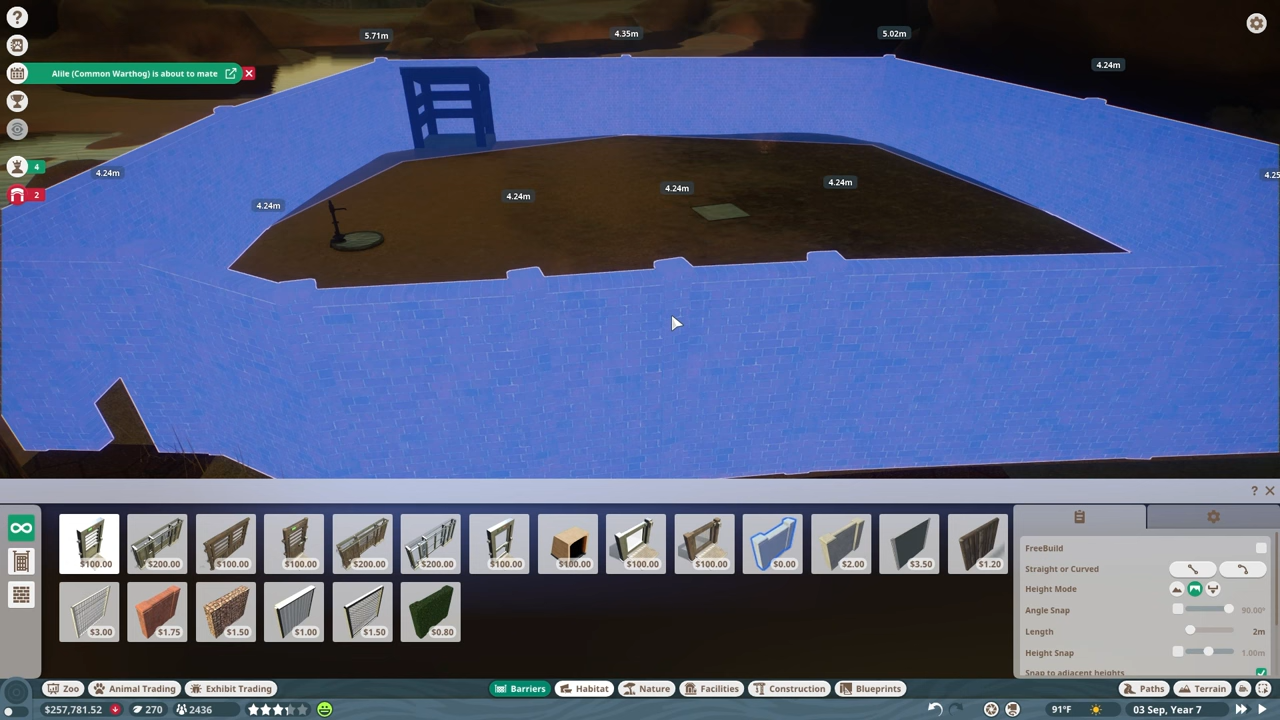 5.71m
4.35m
5.02m
4.24m
?
Alile (Common Warthog) is about to mate
4
2
4.24m
4.24m
4.24m
4.24m
4.24m
4.25
?
$100.00
$200.00
$100.00
$100.00
$200.00
$200.00
$100.00
$100.00
$100.00
$100.00
$0.00
$2.00
$3.50
$1.20
$3.00
$1.75
$1.50
$1.00
$1.50
$0.80
FreeBuild
Straight or Curved
Height Mode
Angle Snap 90.00°
Length 2m
Height Snap 1.00m
Snap to adjacent heights
Zoo
Animal Trading
Exhibit Trading
Barriers
Habitat
Nature
Facilities
Construction
Blueprints
Paths
Terrain
$257,781.52
270
2436
91°F
03 Sep, Year 7